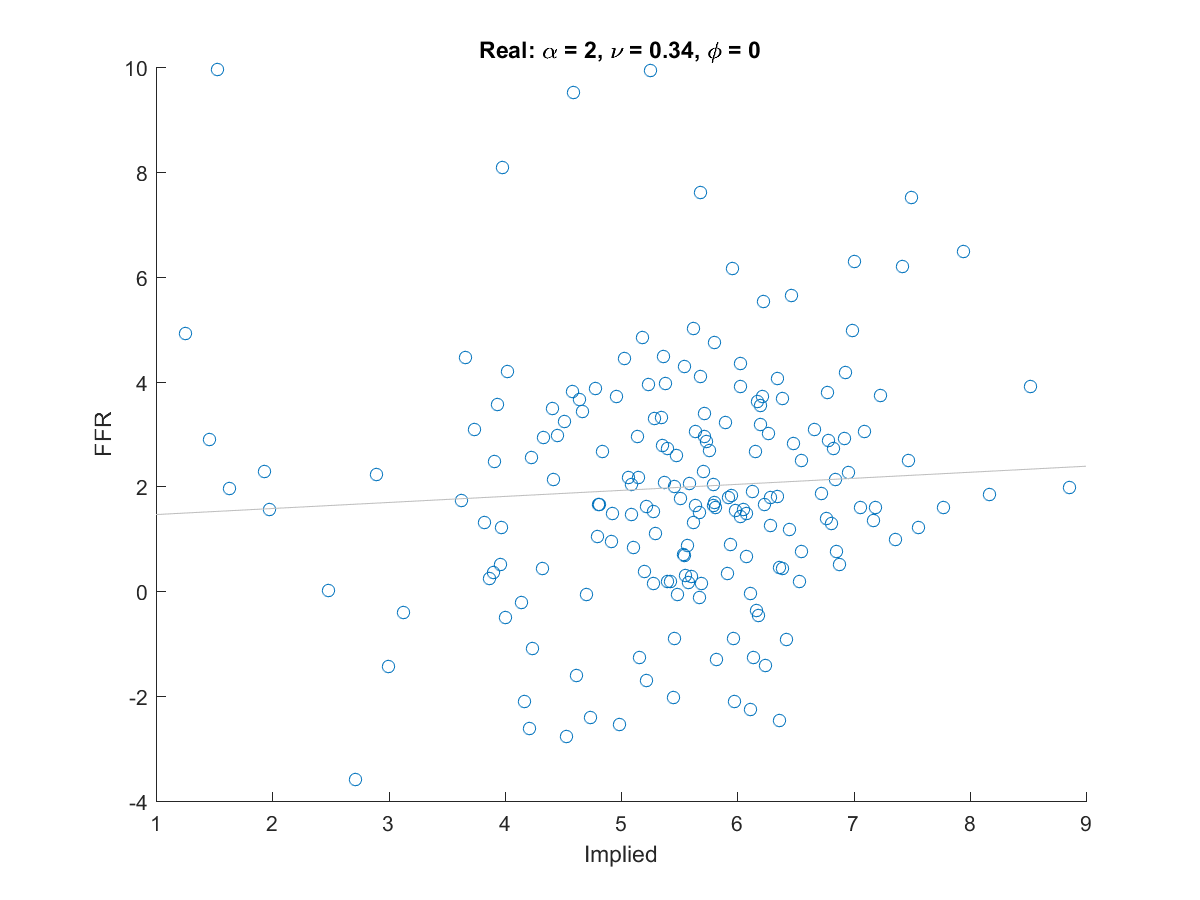 Real: α = 2, ν = 0.34, ϕ = 0
10
8
6
4
2
0
-2
-4
FFR
1 2 3 4 5 6 7 8 9
Implied